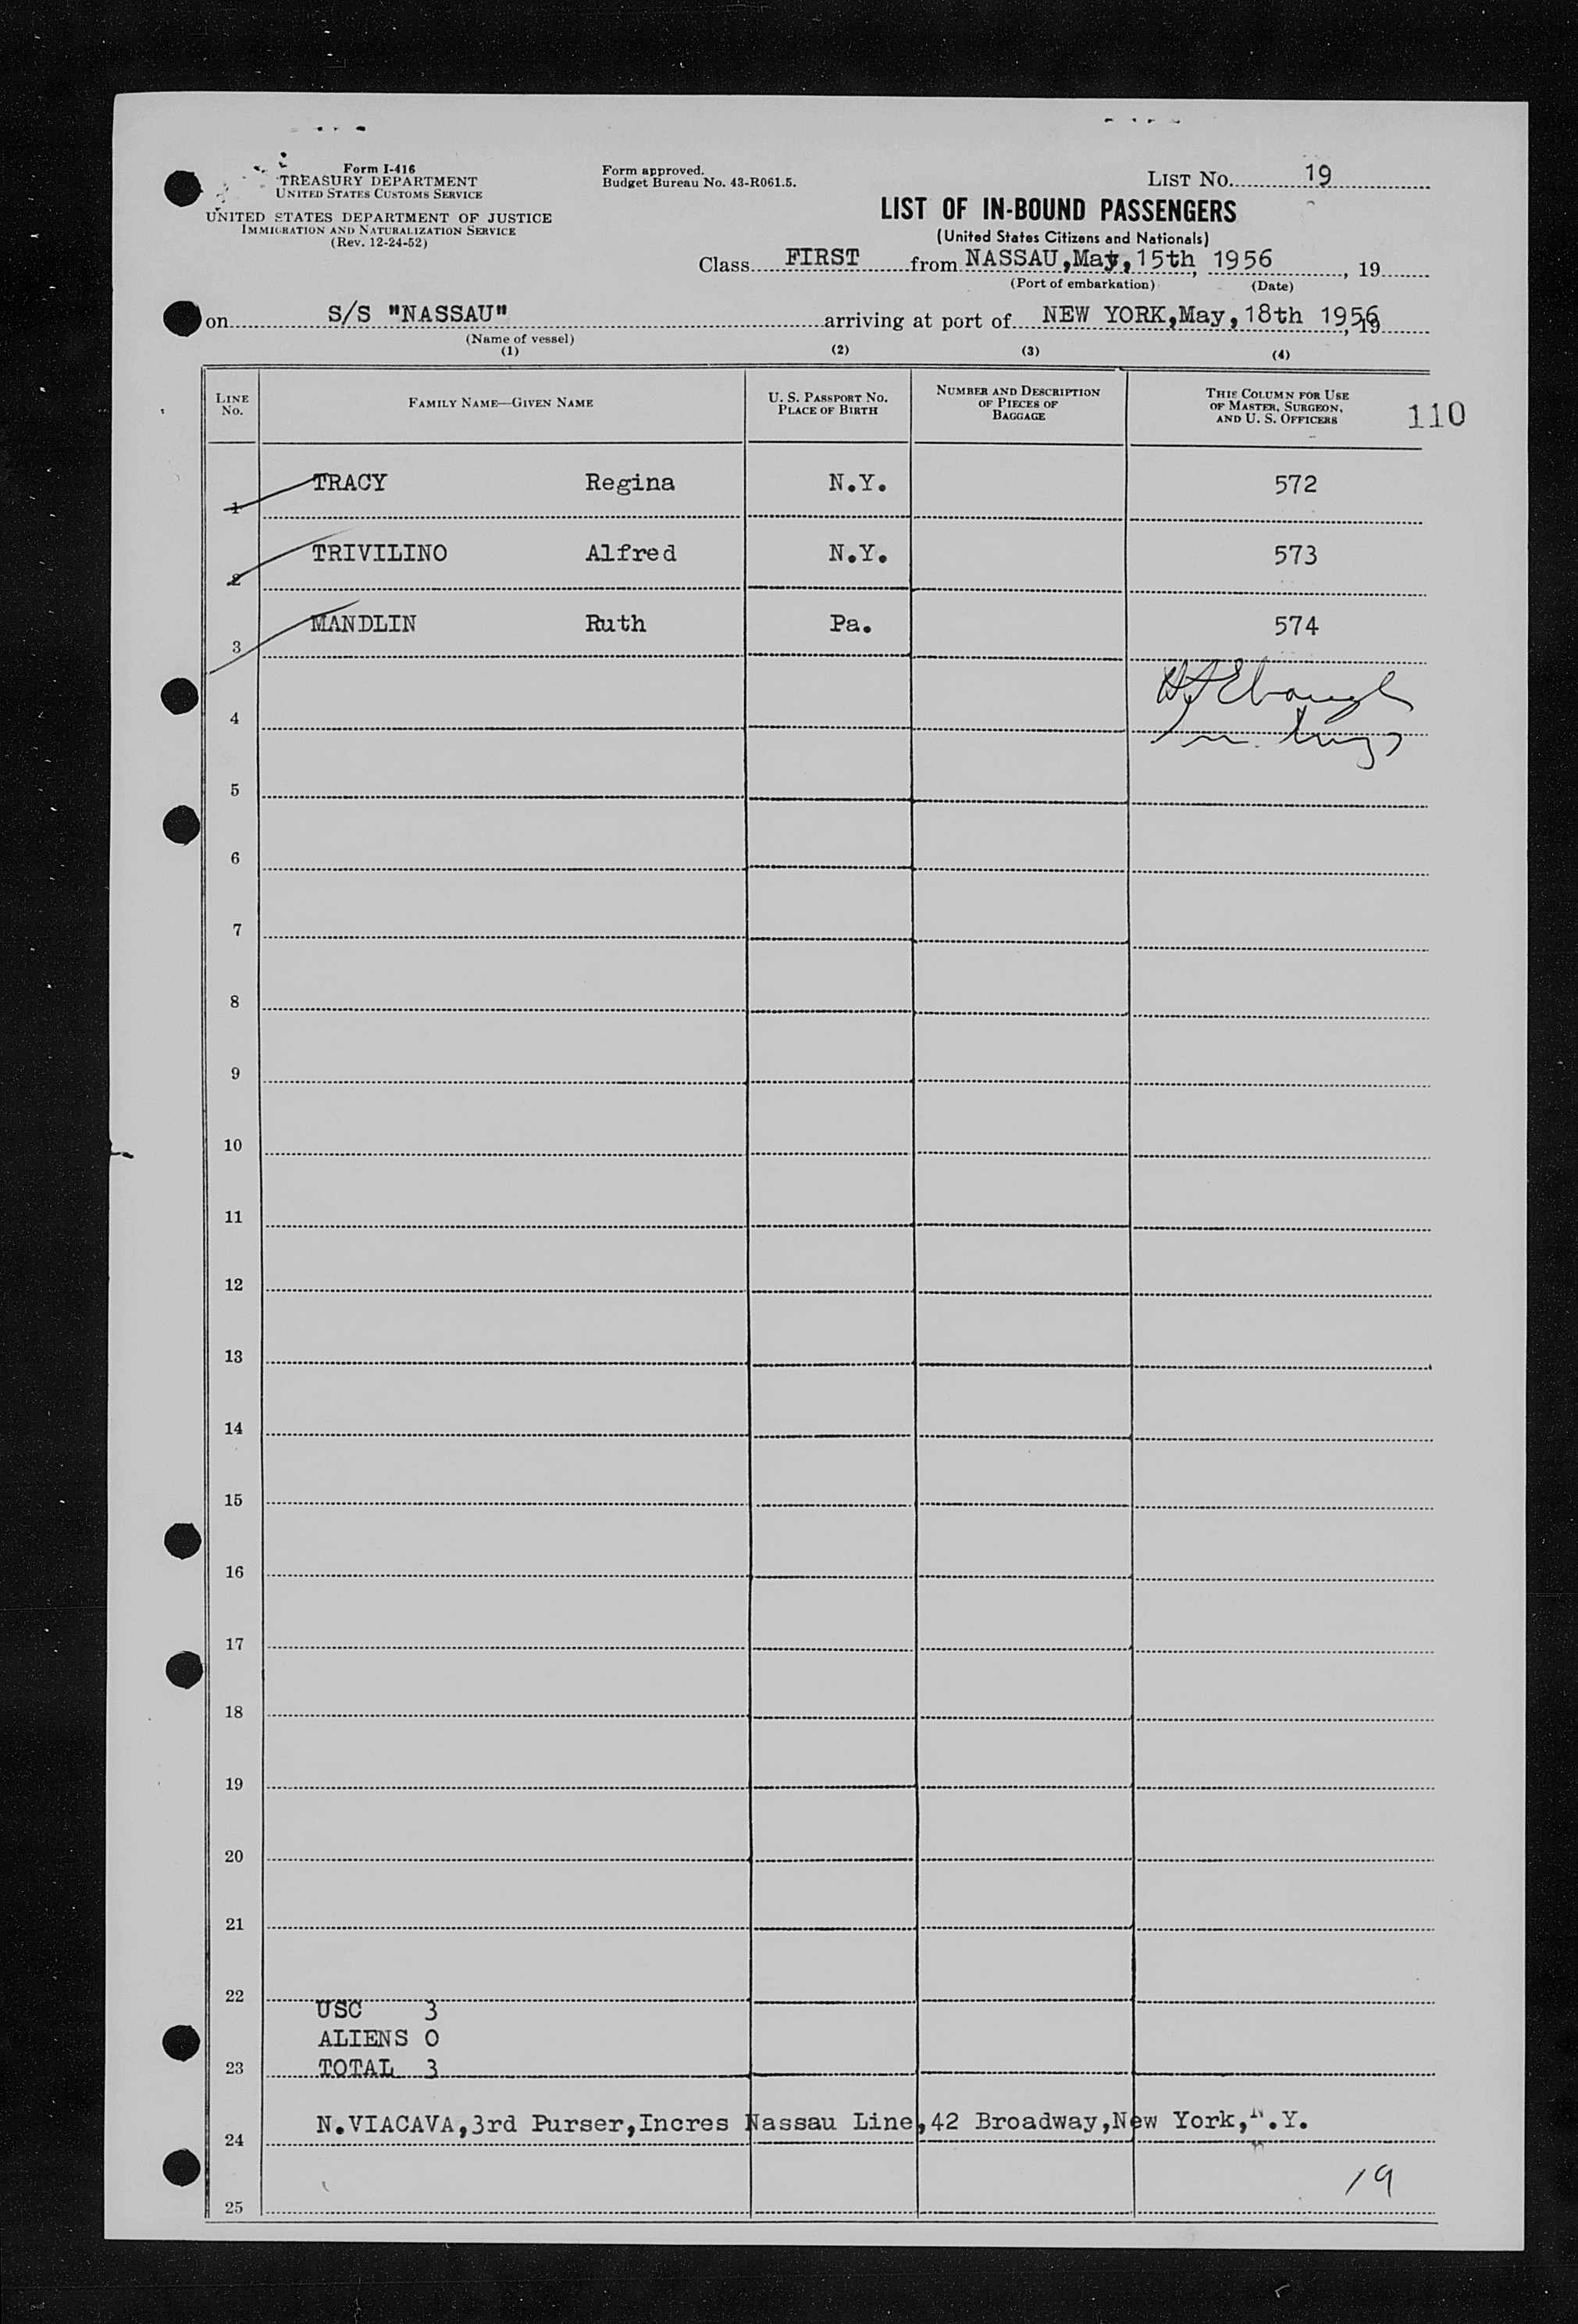 Form I-416
TREASURY DEPARTMENT
UNITED STATES CUSTOMS SERVICE
UNITED STATES DEPARTMENT OF JUSTICE
IMMIGRATION AND NATURALIZATION SERVICE
(Rev. 12-24-52)
Form approved.
Budget Bureau No. 43-R061.5.
LIST No. 19
LIST OF IN-BOUND PASSENGERS
(United States Citizens and Nationals)
Class FIRST from NASSAU,May,15th, 1956, 19
(Port of embarkation) (Date)
on S/S "NASSAU" arriving at port of NEW YORK,May,18th 1956, 19
(Name of vessel)
(1) (2) (3) (4)
LINE No. FAMILY NAME—GIVEN NAME U. S. PASSPORT No. PLACE OF BIRTH NUMBER AND DESCRIPTION OF PIECES OF BAGGAGE THIS COLUMN FOR USE OF MASTER, SURGEON, AND U. S. OFFICERS 110
1 TRACY Regina N.Y. 572
2 TRIVILINO Alfred N.Y. 573
3 MANDLIN Ruth Pa. 574
4
5
6
7
8
9
10
11
12
13
14
15
16
17
18
19
20
21
22
USC 3
ALIENS 0
23 TOTAL 3
N.VIACAVA,3rd Purser,Incres Nassau Line,42 Broadway,New York,N.Y.
24
19
25